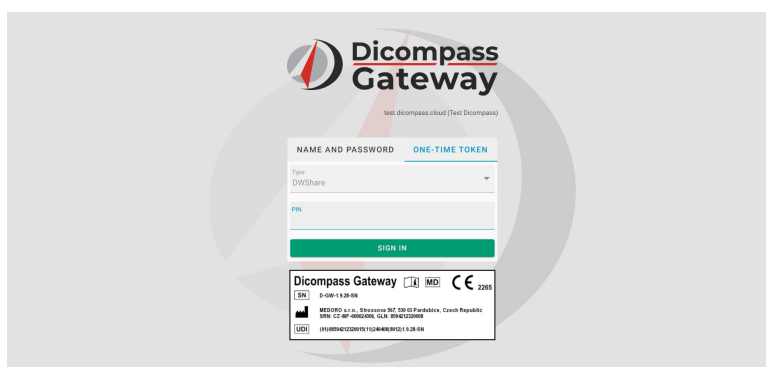 Dicompass
Gateway
test.dicompass.cloud (Test Dicompass)
NAME AND PASSWORD ONE-TIME TOKEN
Type
DWShare
PIN
SIGN IN
Dicompass Gateway MD CE 2265
SN D-GW-1.9.28-SN
MEDORO s.r.o., Strossova 567, 530 03 Pardubice, Czech Republic
SRN: CZ-MF-000024306, GLN: 8594212320008
UDI (01)08594212320015(11)240408(8012)1.9.28-SN